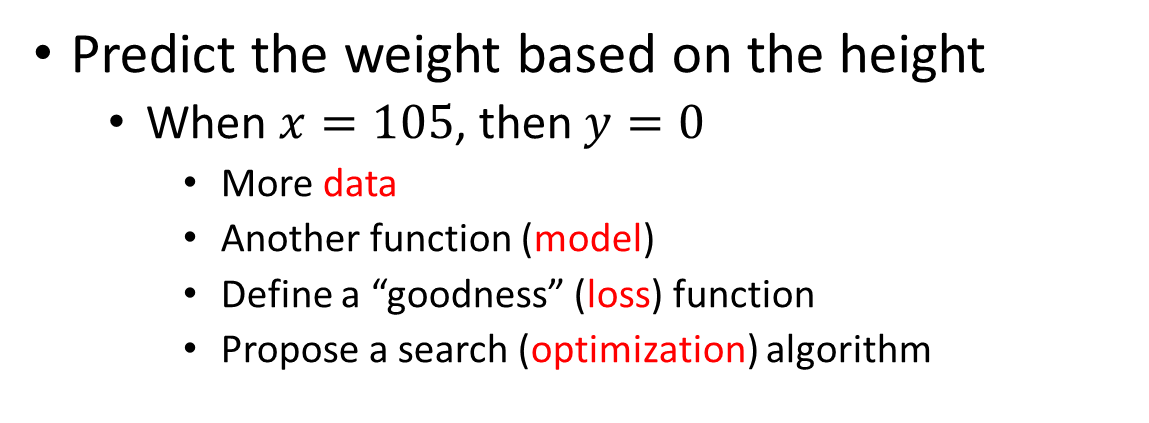 • Predict the weight based on the height
• When x = 105, then y = 0
• More data
• Another function (model)
• Define a “goodness” (loss) function
• Propose a search (optimization) algorithm